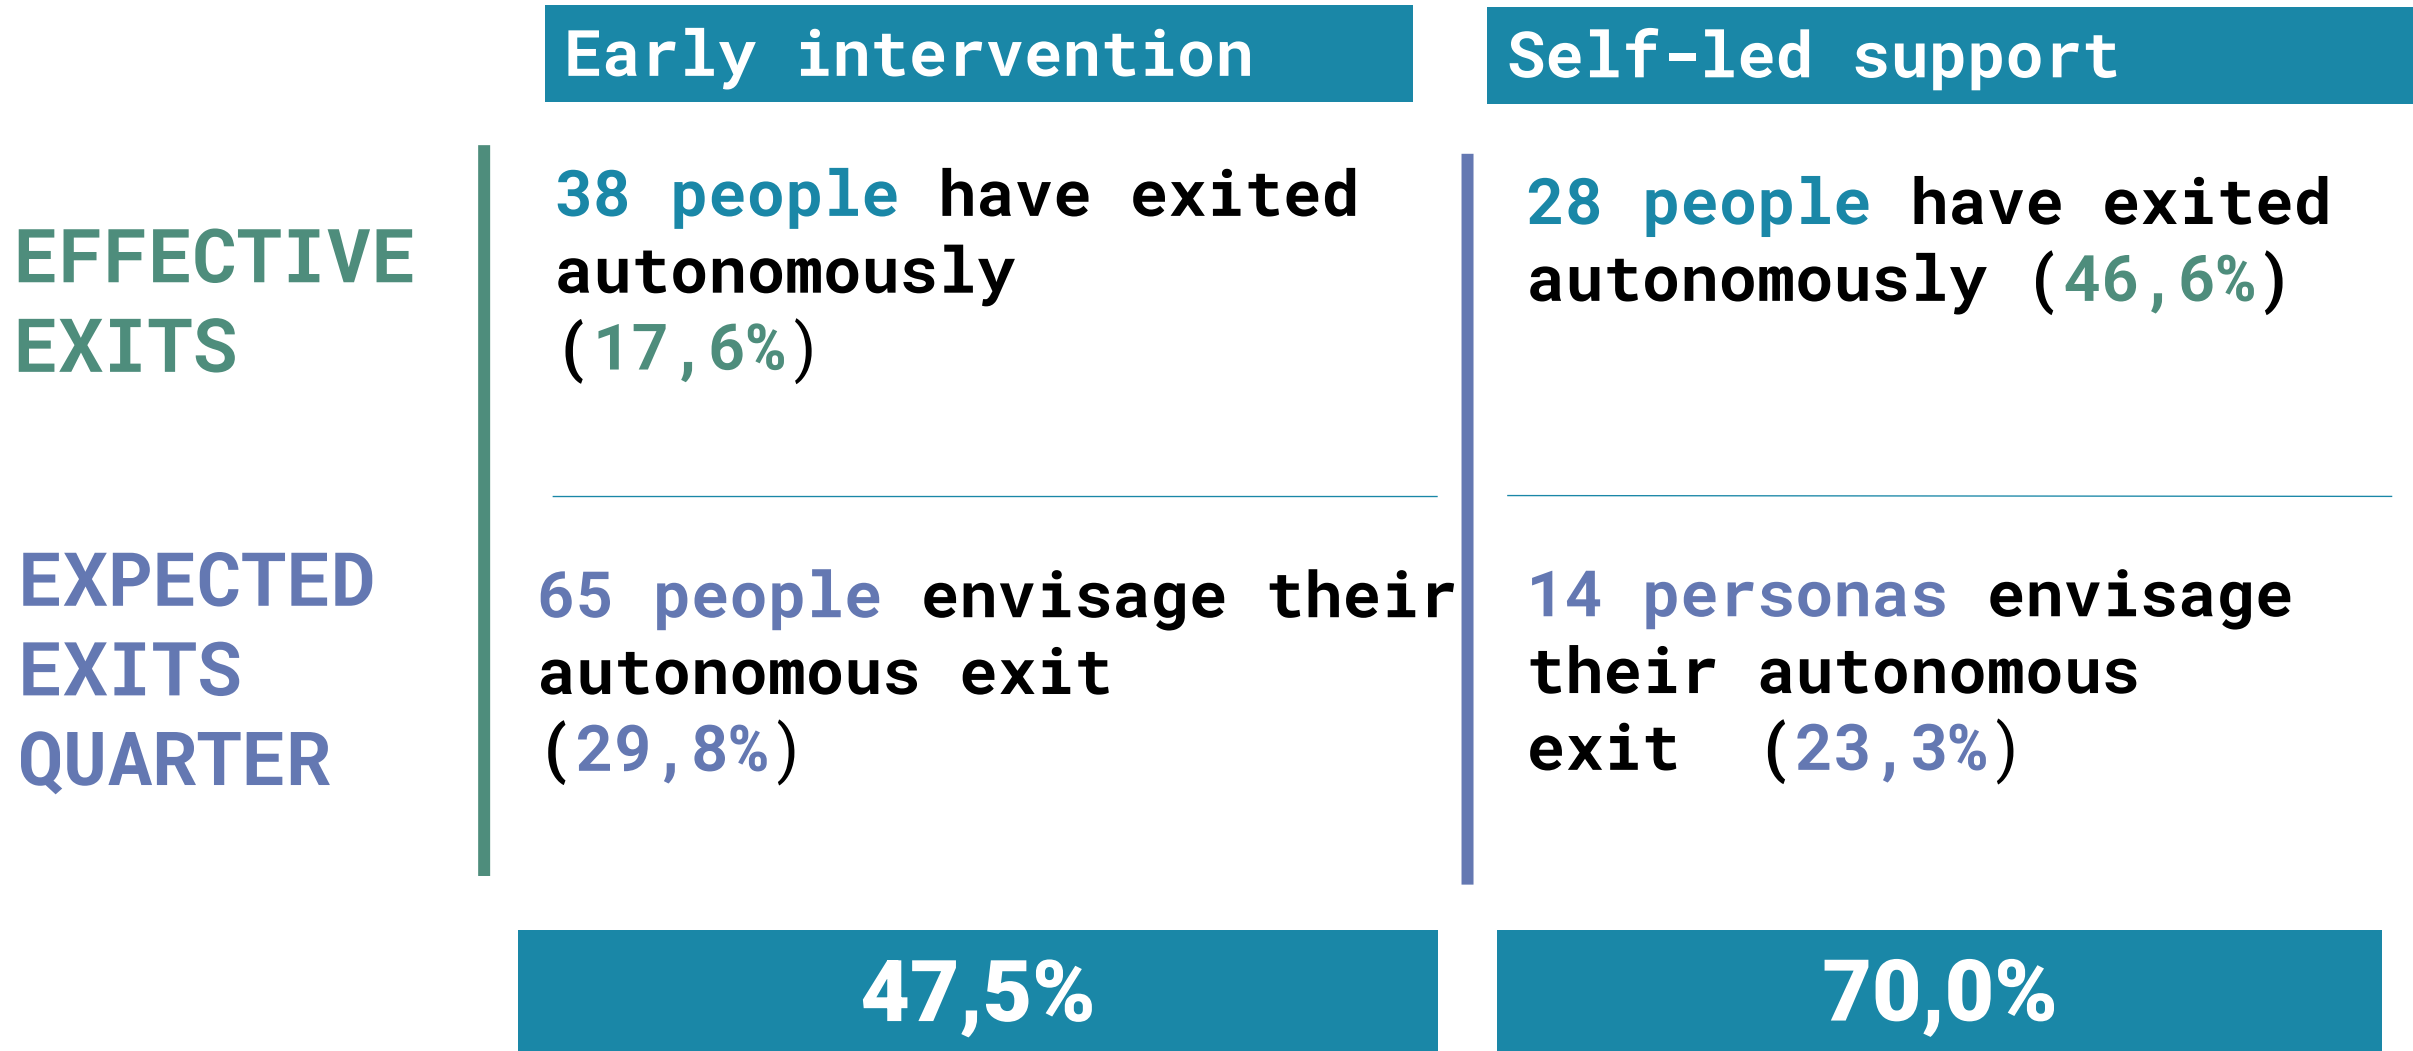 Early intervention
Self-led support
EFFECTIVE
EXITS
38 people have exited
autonomously
(17,6%)
28 people have exited
autonomously (46,6%)
EXPECTED
EXITS
QUARTER
65 people envisage their
autonomous exit
(29,8%)
14 personas envisage
their autonomous
exit (23,3%)
47,5%
70,0%